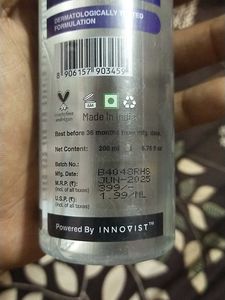 DERMATOLOGICALLY TESTED
FORMULATION
8 906157 903459
Made In India
Best before 36 months from mfg. date.
Net Content: 200 ml
Batch No.: B4048RHS
Mfg. Date: JUN-2025
M.R.P. (₹) 399/-
(incl. of all taxes)
U.S.P. (₹) 1.99/ML
(incl. of all taxes)
Powered By INNOVIST™